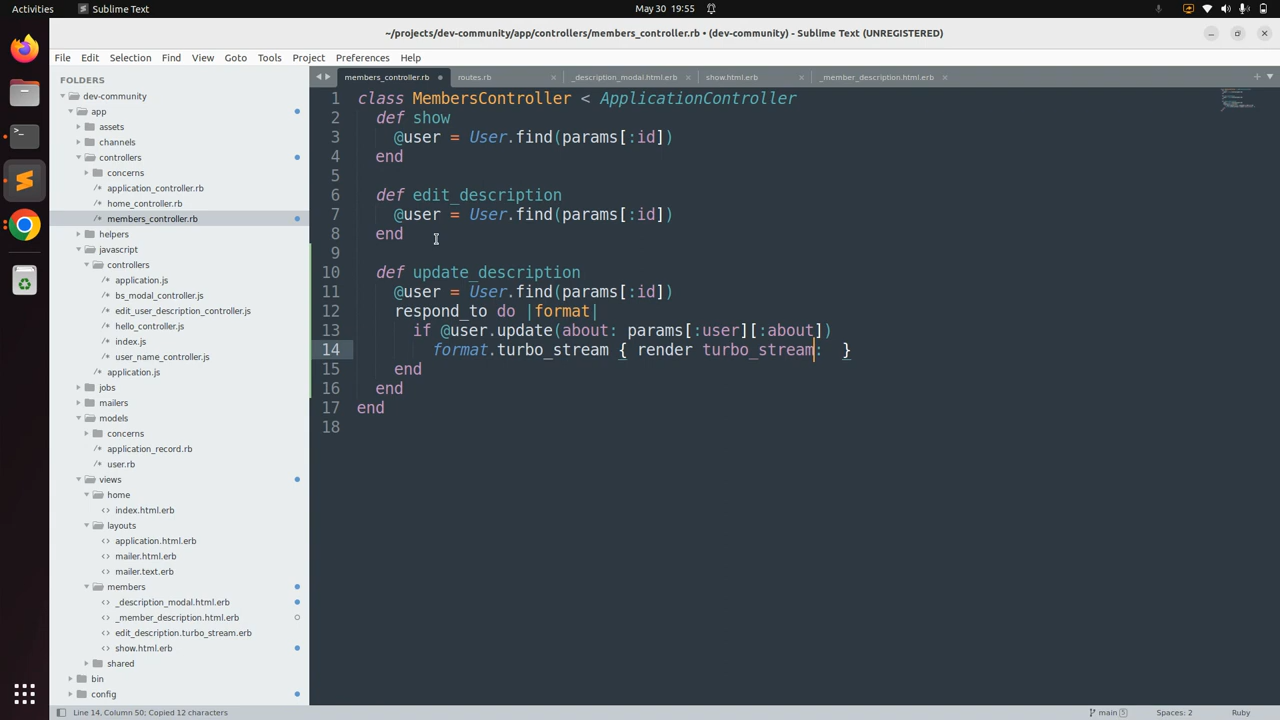 Activities
Terminal
May 30 19:55
~/projects/dev-community/app/controllers/members_controller.rb • (dev-community) - Sublime Text (UNREGISTERED)
File Edit Selection Find View Goto Tools Project Preferences Help
FOLDERS
dev-community
app
assets
channels
controllers
concerns
application_controller.rb
home_controller.rb
members_controller.rb
helpers
javascript
controllers
application.js
bs_modal_controller.js
edit_user_description_controller.js
hello_controller.js
index.js
user_name_controller.js
application.js
jobs
mailers
models
concerns
application_record.rb
user.rb
views
home
index.html.erb
layouts
application.html.erb
mailer.html.erb
mailer.text.erb
members
_description_modal.html.erb
_member_description.html.erb
edit_description.turbo_stream.erb
show.html.erb
shared
bin
config
members_controller.rb routes.rb _description_modal.html.erb show.html.erb _member_description.html.erb
1 class MembersController < ApplicationController
2 def show
3 @user = User.find(params[:id])
4 end
5
6 def edit_description
7 @user = User.find(params[:id])
8 end
9
10 def update_description
11 @user = User.find(params[:id])
12 respond_to do |format|
13 if @user.update(about: params[:user][:about])
14 format.turbo_stream { render turbo_stream: }
15 end
16 end
17 end
18
Line 14, Column 50; Copied 12 characters
main 5
Spaces: 2
Ruby